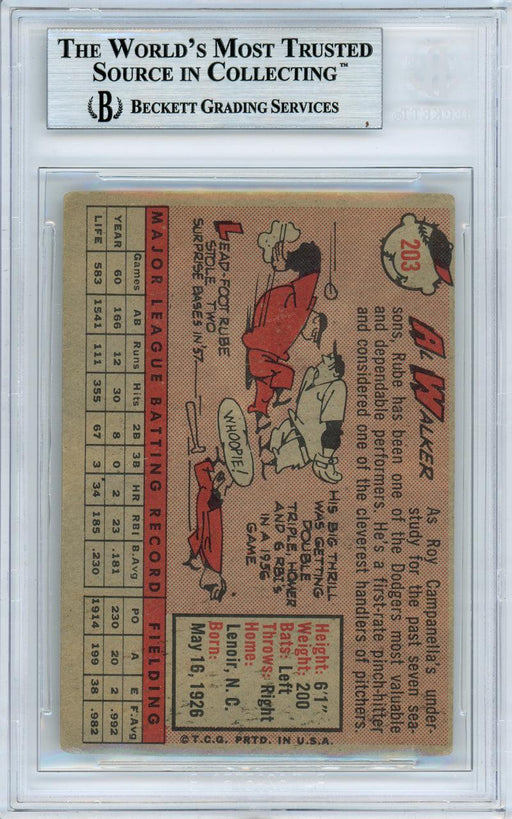 THE WORLD'S MOST TRUSTED
SOURCE IN COLLECTING™
B BECKETT GRADING SERVICES
203
AL WALKER
As Roy Campanella's under-
study for the past seven sea-
sons, Rube has been one of the Dodgers most valuable
and dependable performers. He's a first-rate pinch-hitter
and considered one of the cleverest handlers of pitchers.
LEAD-FOOT RUBE
STOLE TWO
SURPRISE BASES IN '57.
HIS BIG THRILL
WAS GETTING
DOUBLE
TRIPLE, HOMER
AND 6 RBI'S
IN A 1956
GAME.
WHOOPIE!
Height: 6'1"
Weight: 200
Bats: Left
Throws: Right
Home:
Lenoir, N. C.
Born:
May 16, 1926
MAJOR LEAGUE BATTING RECORD FIELDING
Games AB Runs Hits 2B 3B HR RBI B.Avg PO A E F.Avg
YEAR 60 166 12 30 8 0 2 23 .181 230 20 2 .992
LIFE 583 1541 111 355 67 3 34 185 .230 1914 199 38 .982
©T.C.G. PRTD. IN U.S.A.